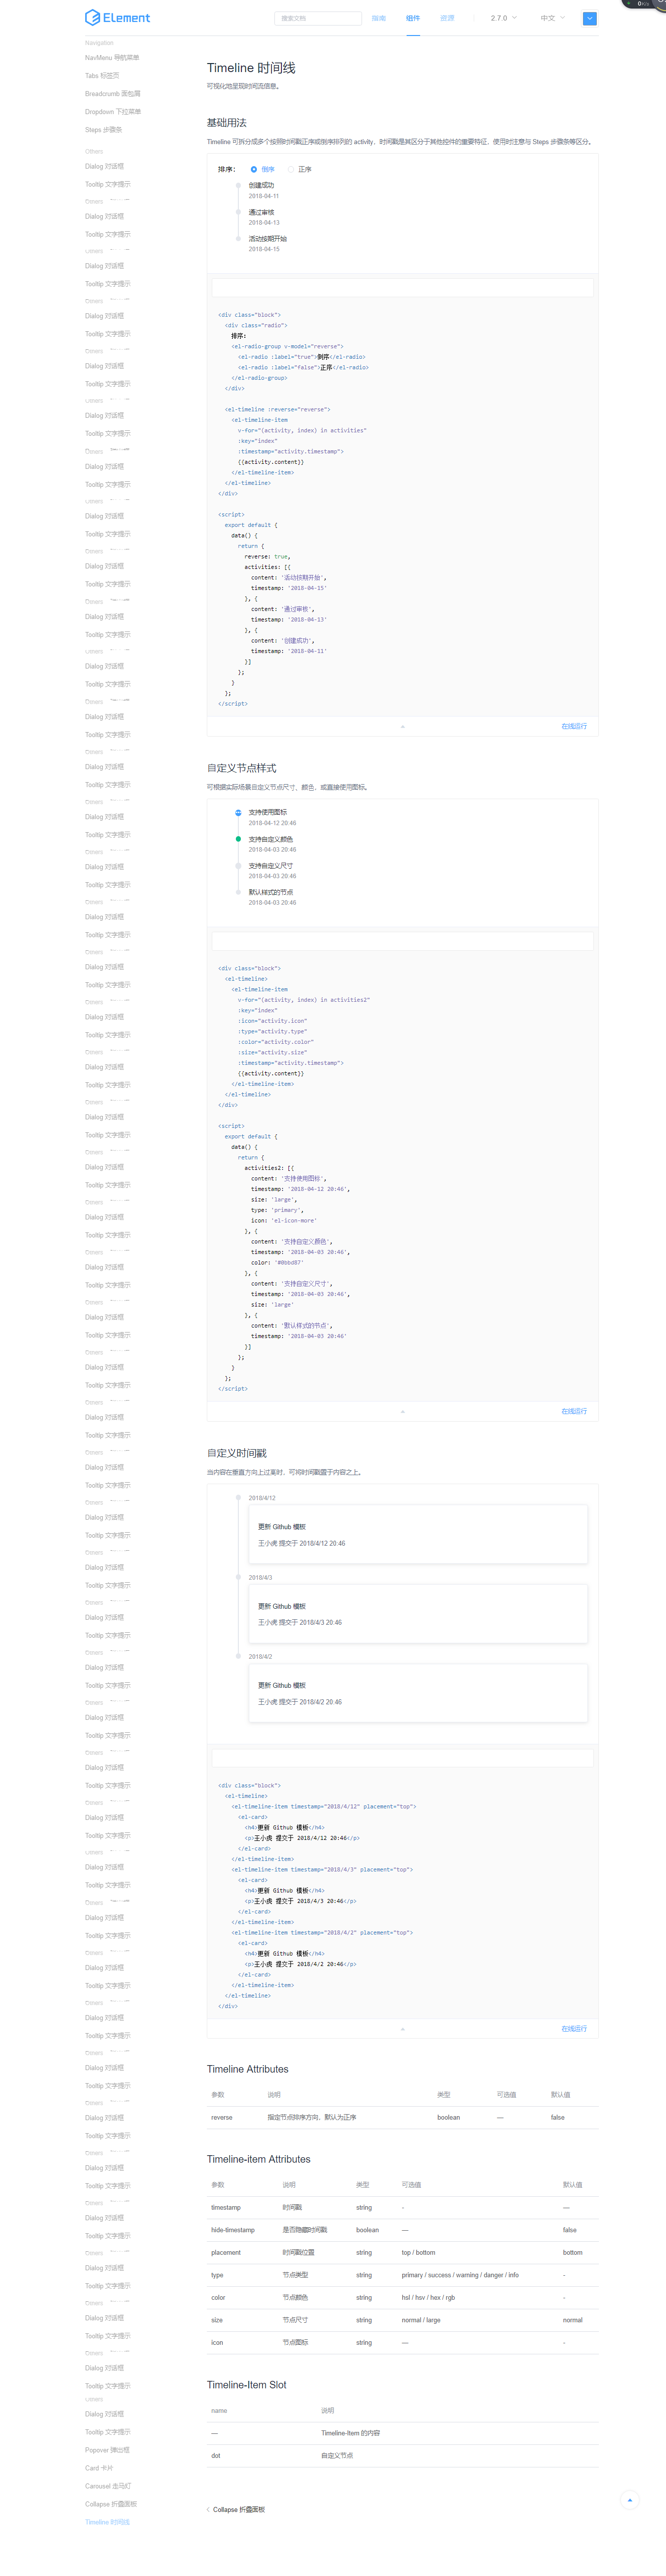 Element
搜索文档
指南
组件
资源
2.7.0
中文
Navigation
NavMenu 导航菜单
Tabs 标签页
Breadcrumb 面包屑
Dropdown 下拉菜单
Steps 步骤条
Others
Dialog 对话框
Tooltip 文字提示
Popover 弹出框
Card 卡片
Carousel 走马灯
Collapse 折叠面板
Timeline 时间线
Timeline 时间线
可视化地呈现时间流信息。
基础用法
Timeline 可拆分成多个按照时间戳正序或倒序排列的 activity，时间戳是其区分于其他控件的重要特征，使用时注意与 Steps 步骤条等区分。
排序： 倒序 正序
创建成功
2018-04-11
通过审核
2018-04-13
活动按期开始
2018-04-15
<div class="block">
<div class="radio">
排序：
<el-radio-group v-model="reverse">
<el-radio :label="true">倒序</el-radio>
<el-radio :label="false">正序</el-radio>
</el-radio-group>
</div>
<el-timeline :reverse="reverse">
<el-timeline-item
v-for="(activity, index) in activities"
:key="index"
:timestamp="activity.timestamp">
{{activity.content}}
</el-timeline-item>
</el-timeline>
</div>
<script>
export default {
data() {
return {
reverse: true,
activities: [{
content: '活动按期开始',
timestamp: '2018-04-15'
}, {
content: '通过审核',
timestamp: '2018-04-13'
}, {
content: '创建成功',
timestamp: '2018-04-11'
}]
};
}
};
</script>
在线运行
自定义节点样式
可根据实际场景自定义节点尺寸、颜色，或直接使用图标。
支持使用图标
2018-04-12 20:46
支持自定义颜色
2018-04-03 20:46
支持自定义尺寸
2018-04-03 20:46
默认样式的节点
2018-04-03 20:46
<div class="block">
<el-timeline>
<el-timeline-item
v-for="(activity, index) in activities2"
:key="index"
:icon="activity.icon"
:type="activity.type"
:color="activity.color"
:size="activity.size"
:timestamp="activity.timestamp">
{{activity.content}}
</el-timeline-item>
</el-timeline>
</div>
<script>
export default {
data() {
return {
activities2: [{
content: '支持使用图标',
timestamp: '2018-04-12 20:46',
size: 'large',
type: 'primary',
icon: 'el-icon-more'
}, {
content: '支持自定义颜色',
timestamp: '2018-04-03 20:46',
color: '#0bbd87'
}, {
content: '支持自定义尺寸',
timestamp: '2018-04-03 20:46',
size: 'large'
}, {
content: '默认样式的节点',
timestamp: '2018-04-03 20:46'
}]
};
}
};
</script>
在线运行
自定义时间戳
当内容在垂直方向上过高时，可将时间戳置于内容之上。
2018/4/12
更新 Github 模板
王小虎 提交于 2018/4/12 20:46
2018/4/3
更新 Github 模板
王小虎 提交于 2018/4/3 20:46
2018/4/2
更新 Github 模板
王小虎 提交于 2018/4/2 20:46
<div class="block">
<el-timeline>
<el-timeline-item timestamp="2018/4/12" placement="top">
<el-card>
<h4>更新 Github 模板</h4>
<p>王小虎 提交于 2018/4/12 20:46</p>
</el-card>
</el-timeline-item>
<el-timeline-item timestamp="2018/4/3" placement="top">
<el-card>
<h4>更新 Github 模板</h4>
<p>王小虎 提交于 2018/4/3 20:46</p>
</el-card>
</el-timeline-item>
<el-timeline-item timestamp="2018/4/2" placement="top">
<el-card>
<h4>更新 Github 模板</h4>
<p>王小虎 提交于 2018/4/2 20:46</p>
</el-card>
</el-timeline-item>
</el-timeline>
</div>
在线运行
Timeline Attributes
参数 说明 类型 可选值 默认值
reverse 指定节点排序方向，默认为正序 boolean — false
Timeline-item Attributes
参数 说明 类型 可选值 默认值
timestamp 时间戳 string - —
hide-timestamp 是否隐藏时间戳 boolean — false
placement 时间戳位置 string top / bottom bottom
type 节点类型 string primary / success / warning / danger / info -
color 节点颜色 string hsl / hsv / hex / rgb -
size 节点尺寸 string normal / large normal
icon 节点图标 string — -
Timeline-Item Slot
name 说明
— Timeline-Item 的内容
dot 自定义节点
Collapse 折叠面板